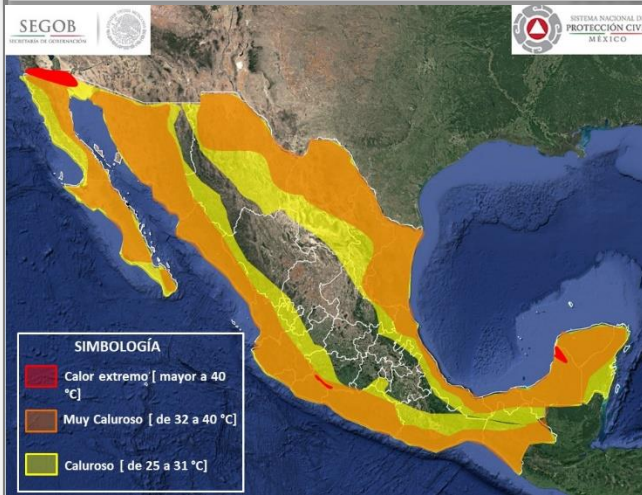 SEGOB
SECRETARÍA DE GOBERNACIÓN
SISTEMA NACIONAL DE
PROTECCIÓN CIVIL
MÉXICO
SIMBOLOGÍA
Calor extremo [ mayor a 40
°C]
Muy Caluroso [ de 32 a 40 °C]
Caluroso [ de 25 a 31 °C]